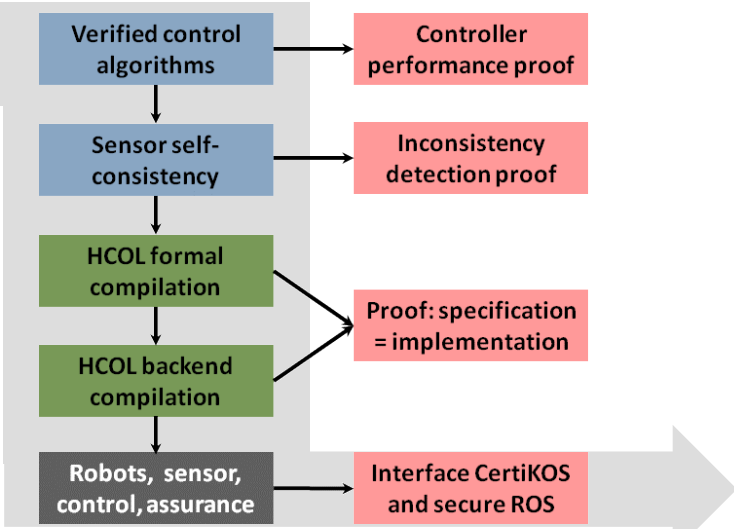 Verified control
algorithms
Controller
performance proof
Sensor self-
consistency
Inconsistency
detection proof
HCOL formal
compilation
Proof: specification
= implementation
HCOL backend
compilation
Robots, sensor,
control, assurance
Interface CertiKOS
and secure ROS